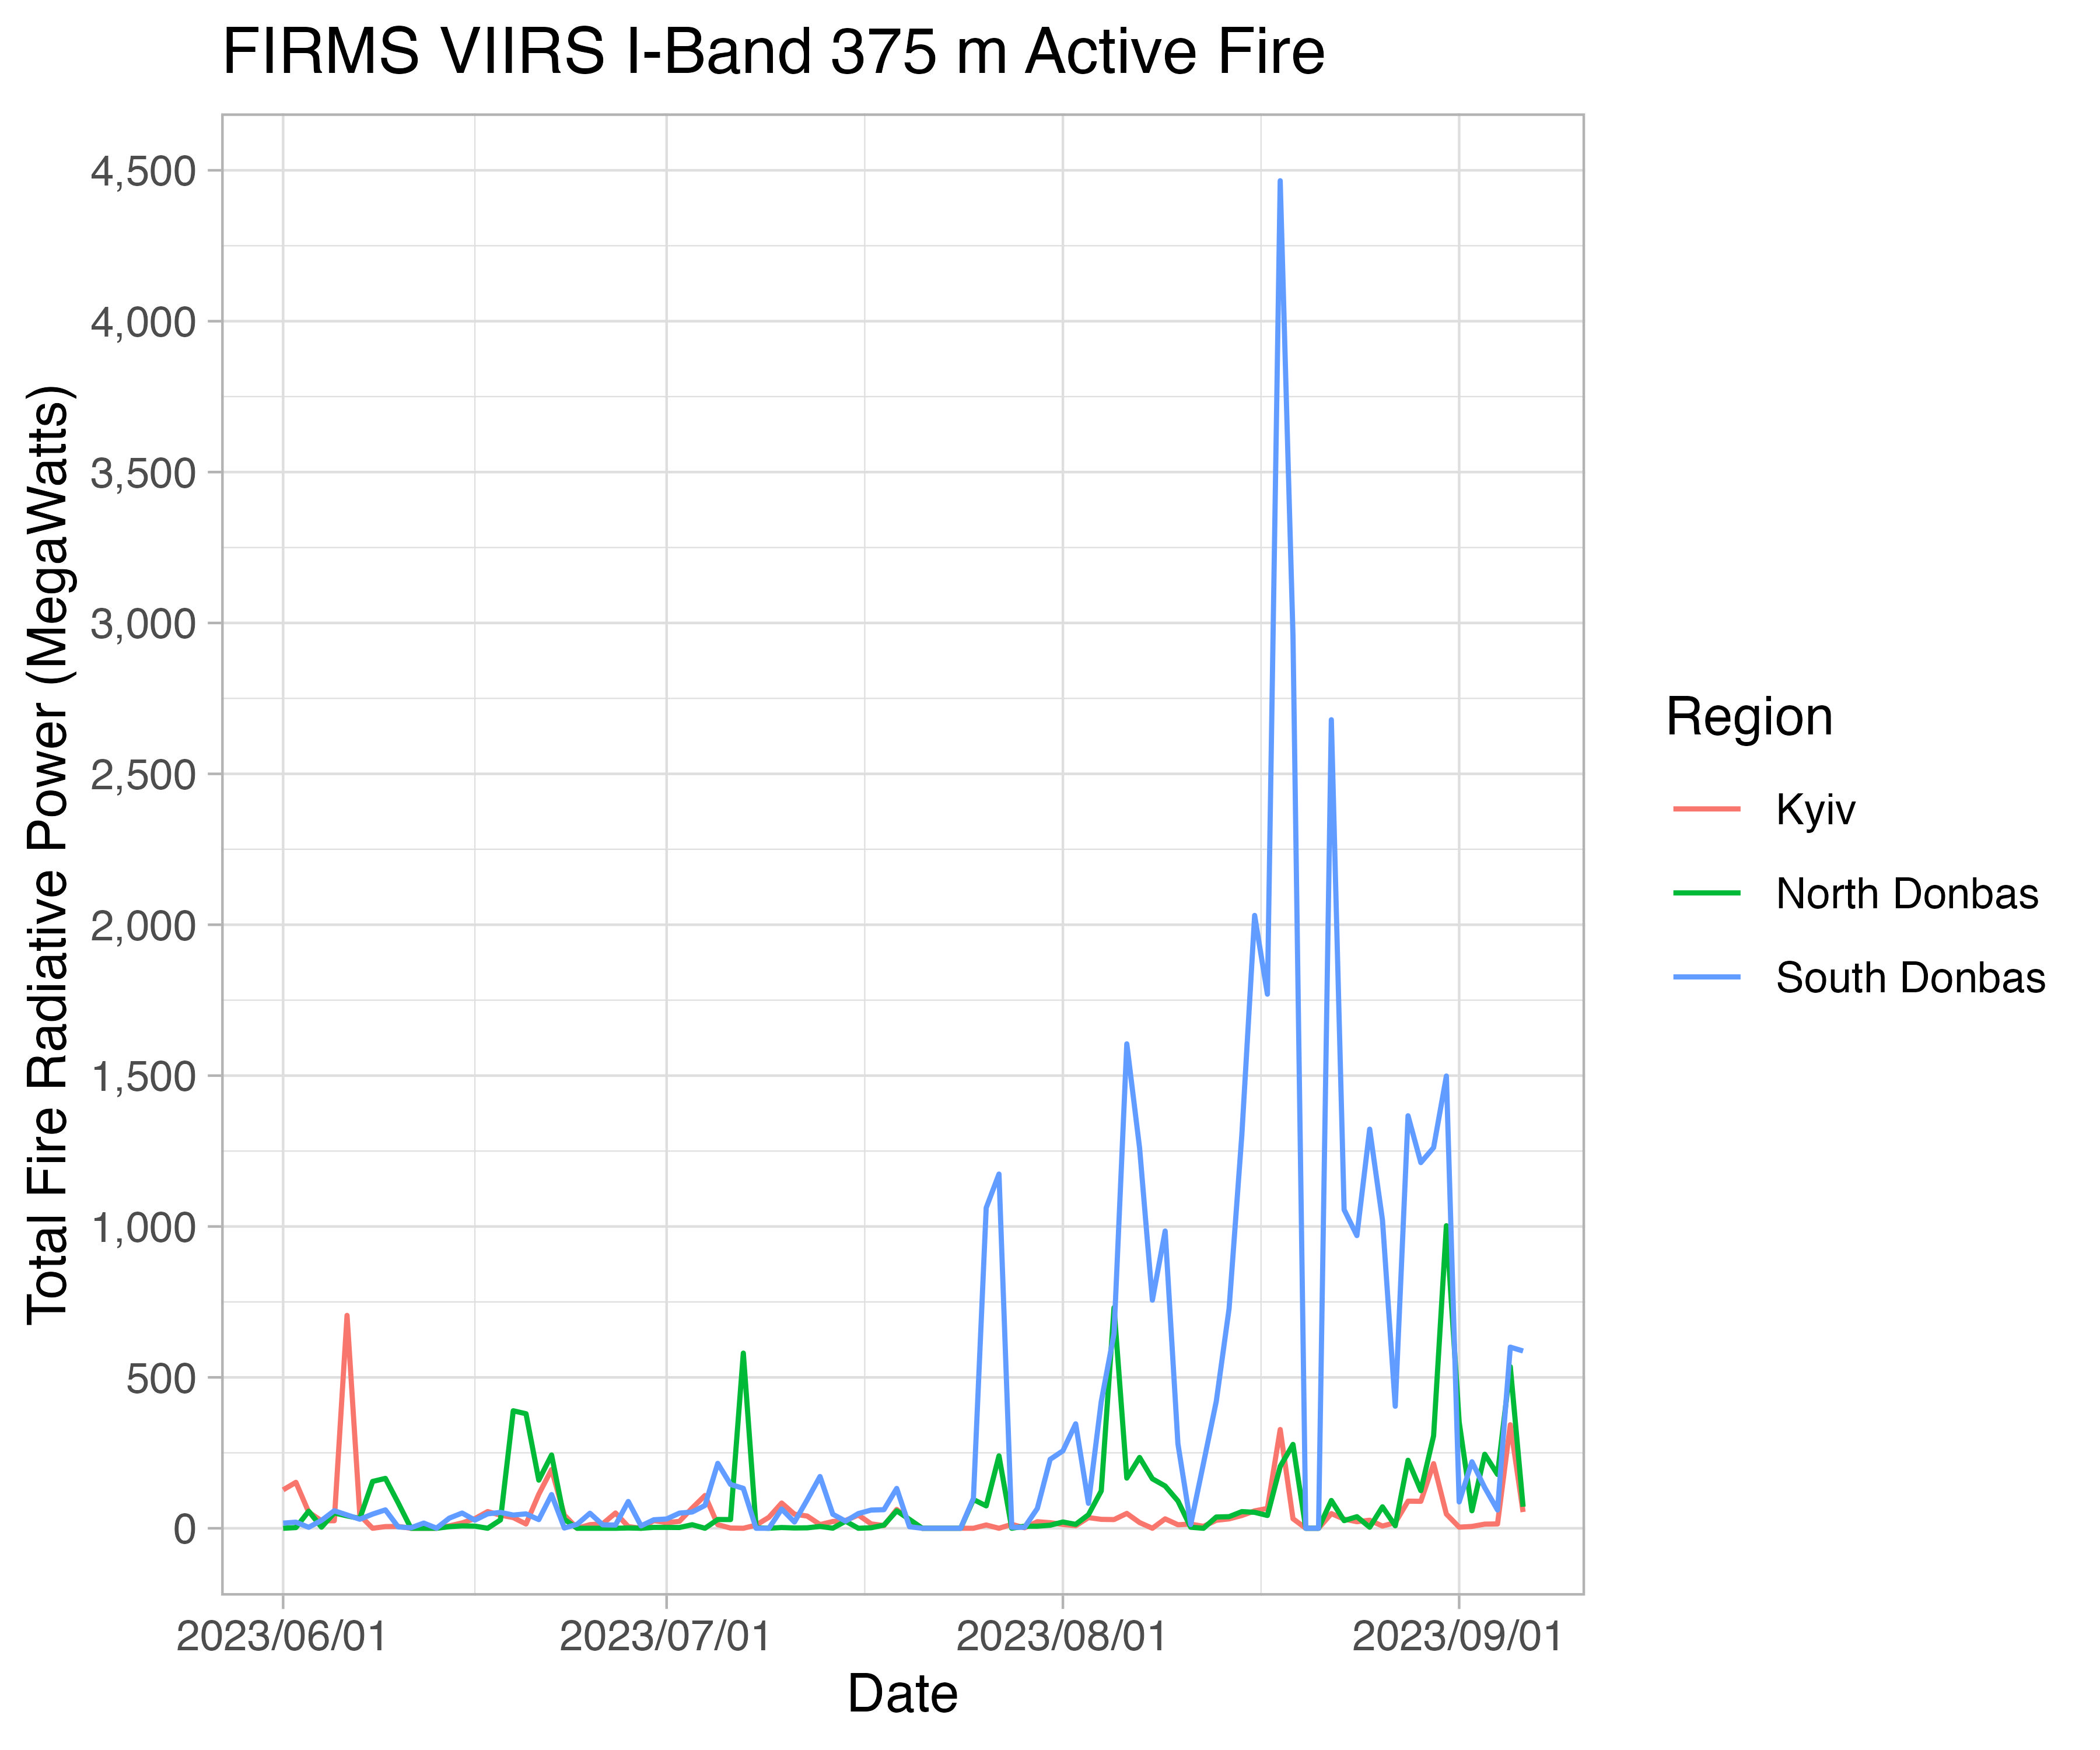 FIRMS VIIRS I-Band 375 m Active Fire
Total Fire Radiative Power (MegaWatts)
4,500
4,000
3,500
3,000
2,500
2,000
1,500
1,000
500
0
2023/06/01
2023/07/01
2023/08/01
2023/09/01
Date
Region
Kyiv
North Donbas
South Donbas